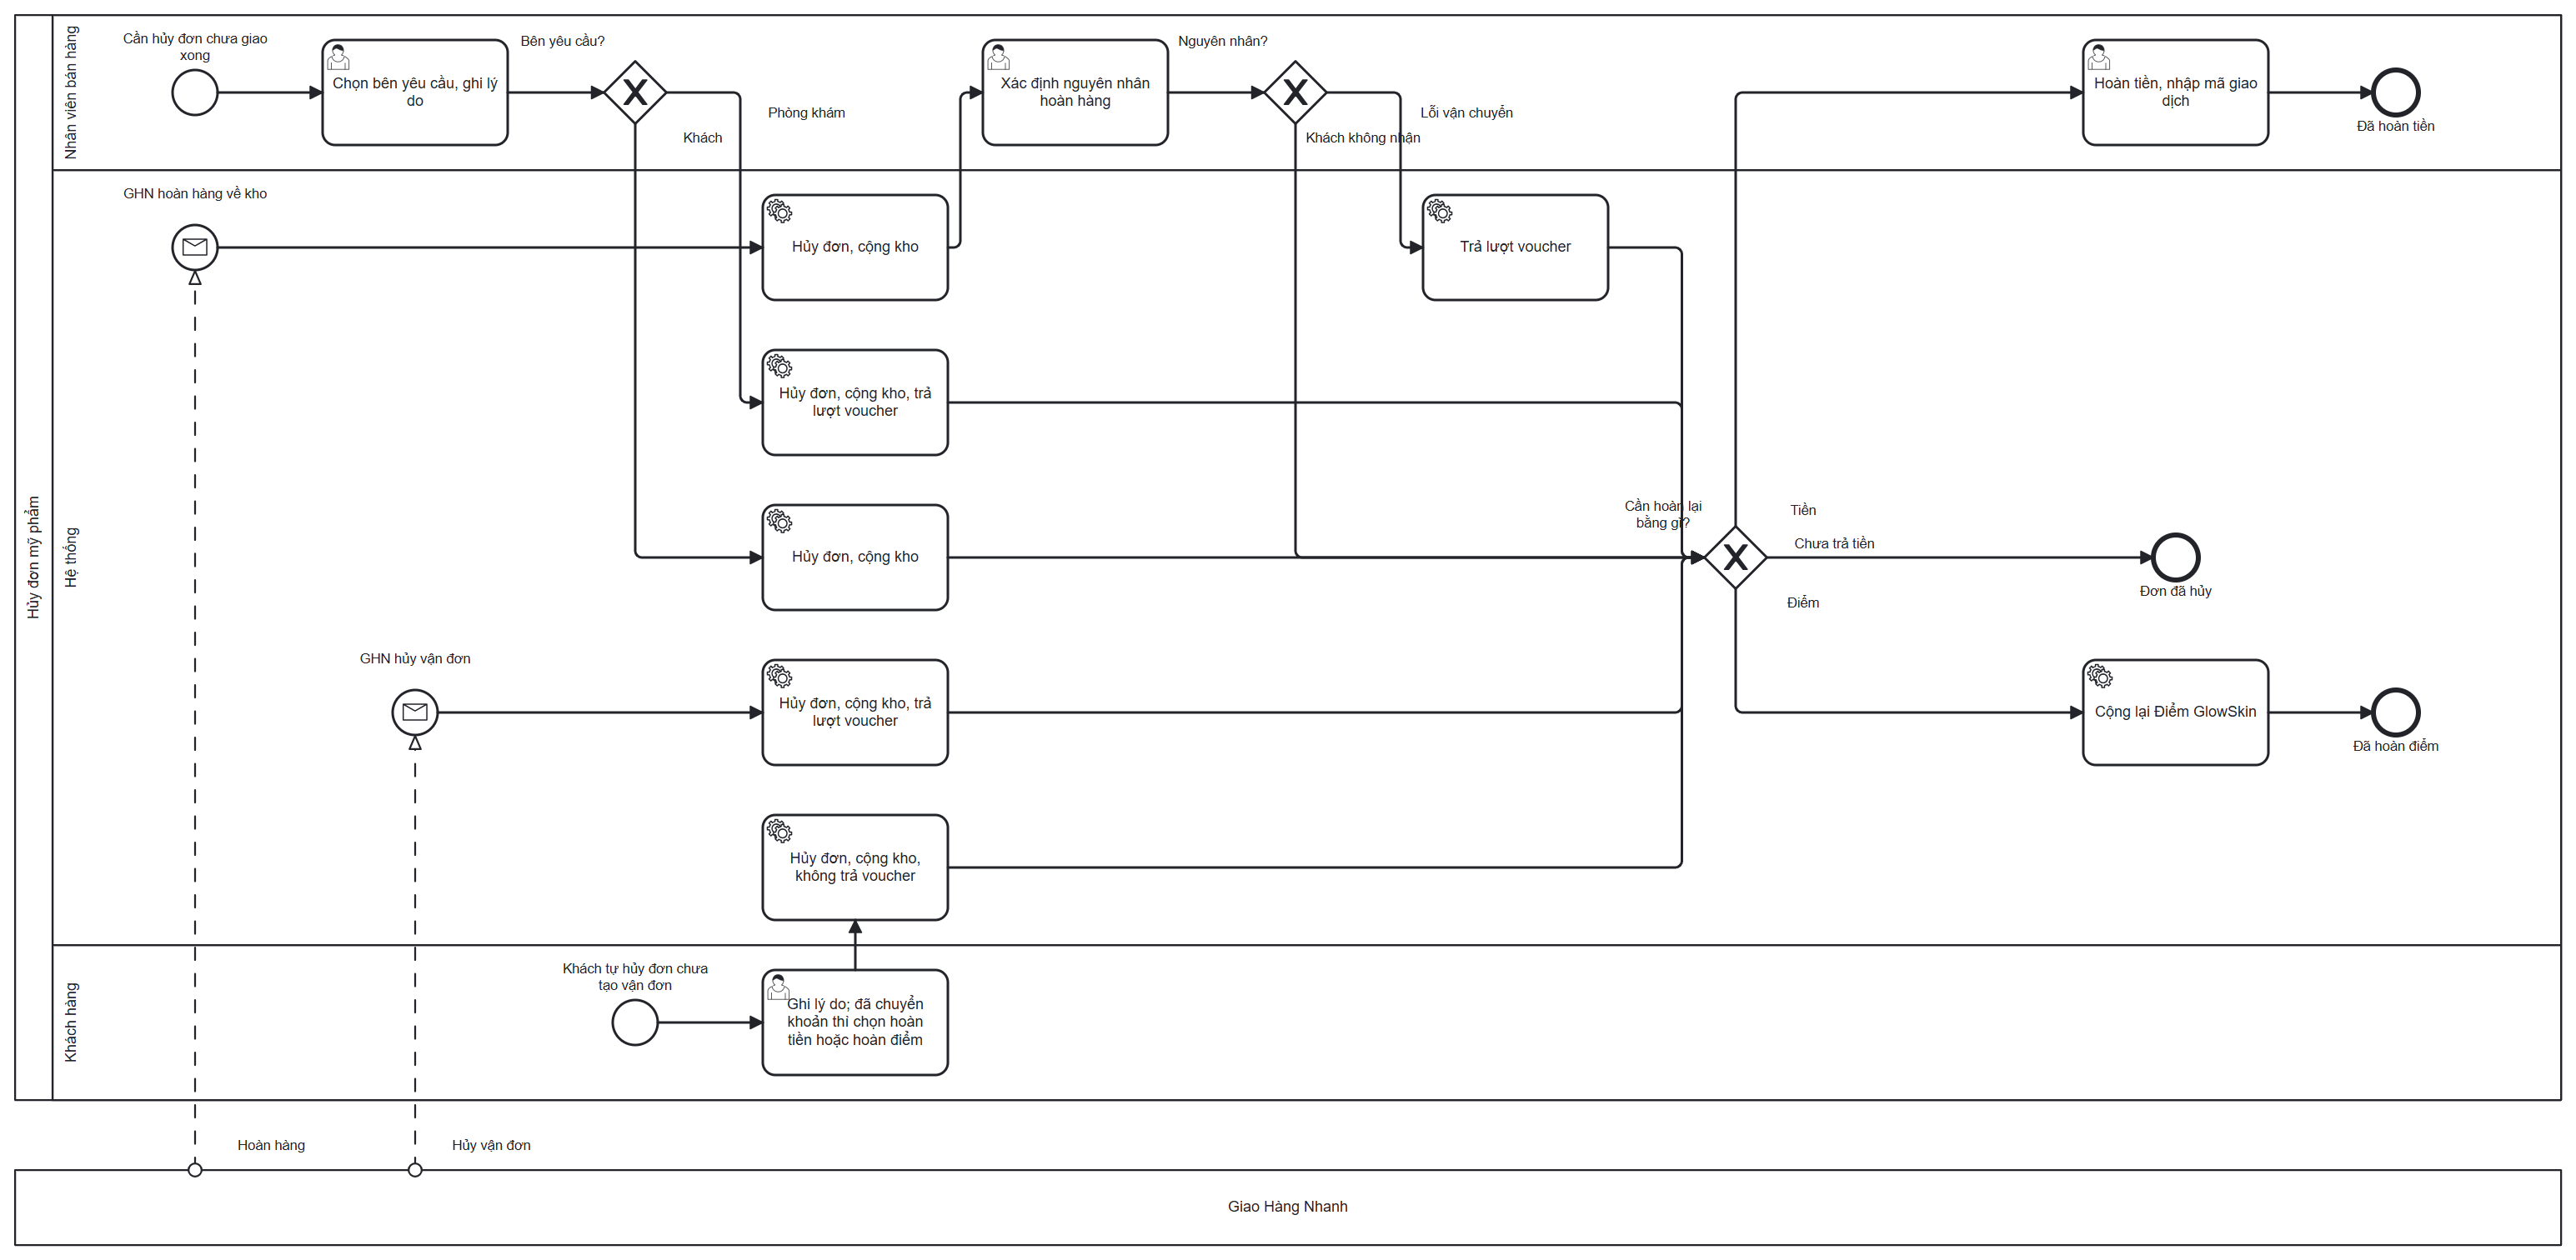 Hủy đơn mỹ phẩm
Nhân viên bán hàng
Cần hủy đơn chưa giao
xong
Chọn bên yêu cầu, ghi lý
do
Bên yêu cầu?
Phòng khám
Khách
Xác định nguyên nhân
hoàn hàng
Nguyên nhân?
Lỗi vận chuyển
Khách không nhận
Hoàn tiền, nhập mã giao
dịch
Đã hoàn tiền
Hệ thống
GHN hoàn hàng về kho
Hủy đơn, cộng kho
Trả lượt voucher
Hủy đơn, cộng kho, trả
lượt voucher
Hủy đơn, cộng kho
Cần hoàn lại
bằng gì?
Tiền
Chưa trả tiền
Điểm
Đơn đã hủy
GHN hủy vận đơn
Hủy đơn, cộng kho, trả
lượt voucher
Cộng lại Điểm GlowSkin
Đã hoàn điểm
Hủy đơn, cộng kho,
không trả voucher
Khách hàng
Khách tự hủy đơn chưa
tạo vận đơn
Ghi lý do; đã chuyển
khoản thì chọn hoàn
tiền hoặc hoàn điểm
Hoàn hàng
Hủy vận đơn
Giao Hàng Nhanh